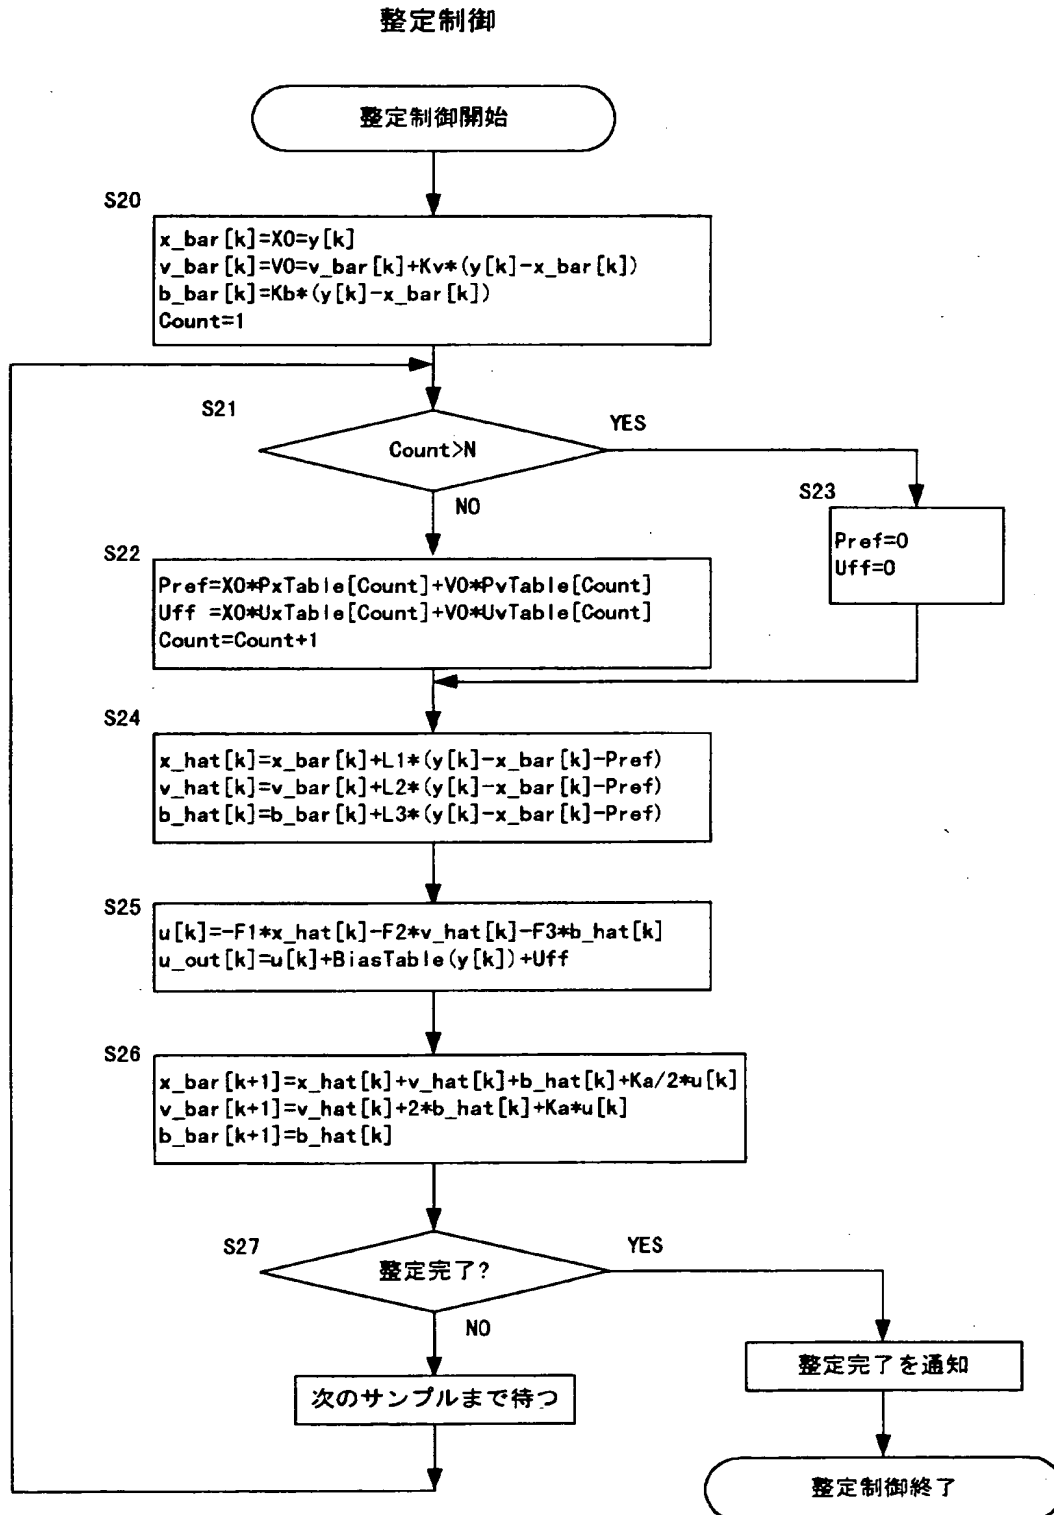 整定制御
整定制御開始
S20
x_bar[k]=X0=y[k]
v_bar[k]=V0=v_bar[k]+Kv*(y[k]-x_bar[k])
b_bar[k]=Kb*(y[k]-x_bar[k])
Count=1
S21
Count>N
YES
NO
S23
Pref=0
Uff=0
S22
Pref=X0*PxTable[Count]+V0*PvTable[Count]
Uff =X0*UxTable[Count]+V0*UvTable[Count]
Count=Count+1
S24
x_hat[k]=x_bar[k]+L1*(y[k]-x_bar[k]-Pref)
v_hat[k]=v_bar[k]+L2*(y[k]-x_bar[k]-Pref)
b_hat[k]=b_bar[k]+L3*(y[k]-x_bar[k]-Pref)
S25
u[k]=-F1*x_hat[k]-F2*v_hat[k]-F3*b_hat[k]
u_out[k]=u[k]+BiasTable(y[k])+Uff
S26
x_bar[k+1]=x_hat[k]+v_hat[k]+b_hat[k]+Ka/2*u[k]
v_bar[k+1]=v_hat[k]+2*b_hat[k]+Ka*u[k]
b_bar[k+1]=b_hat[k]
S27
整定完了?
YES
NO
整定完了を通知
次のサンプルまで待つ
整定制御終了